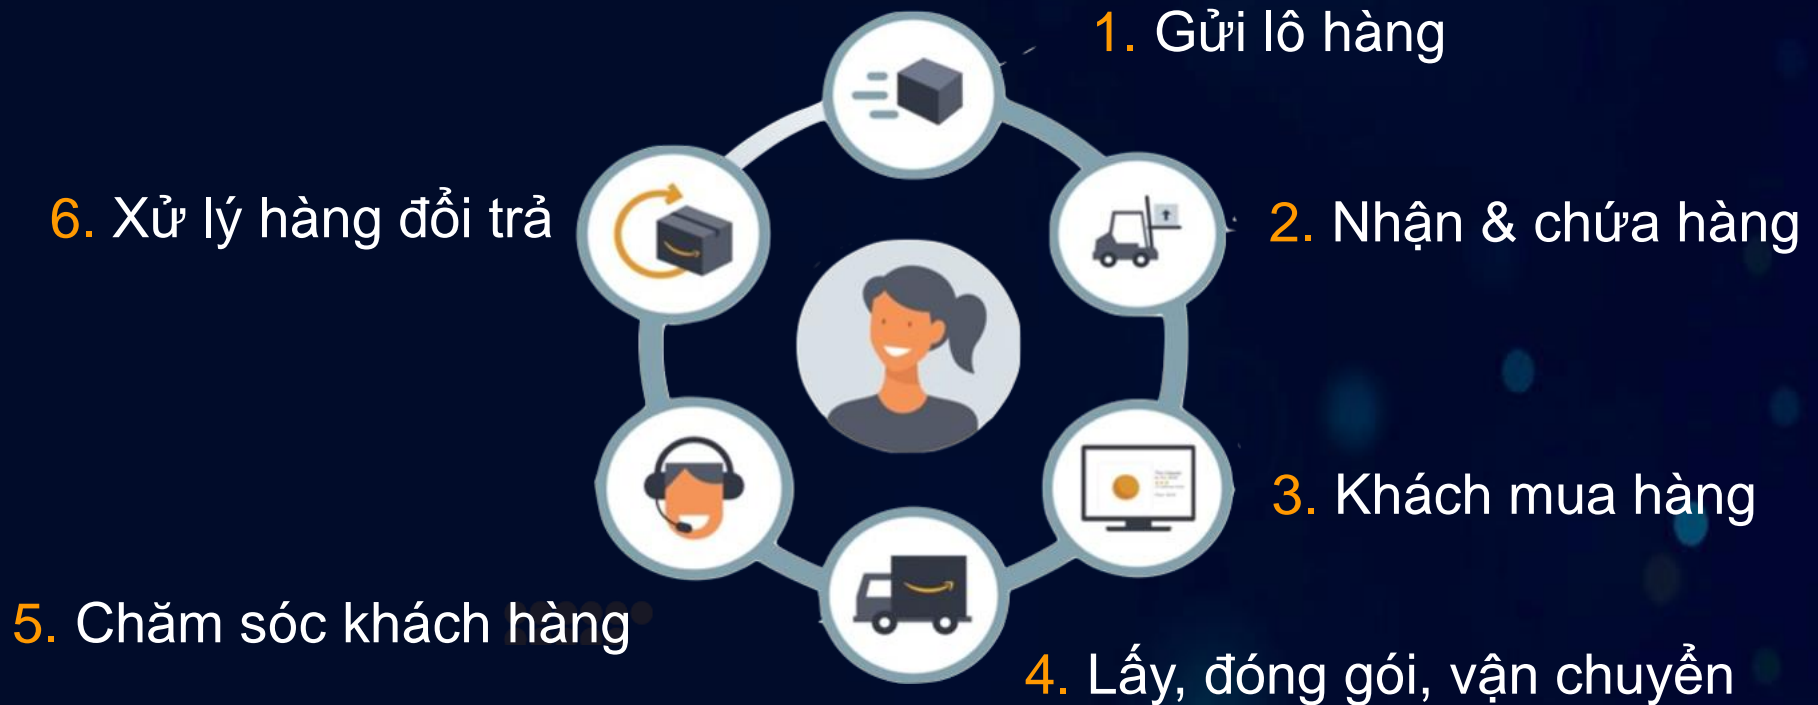 1. Gửi lô hàng
2. Nhận & chứa hàng
3. Khách mua hàng
4. Lấy, đóng gói, vận chuyển
5. Chăm sóc khách hàng
6. Xử lý hàng đổi trả